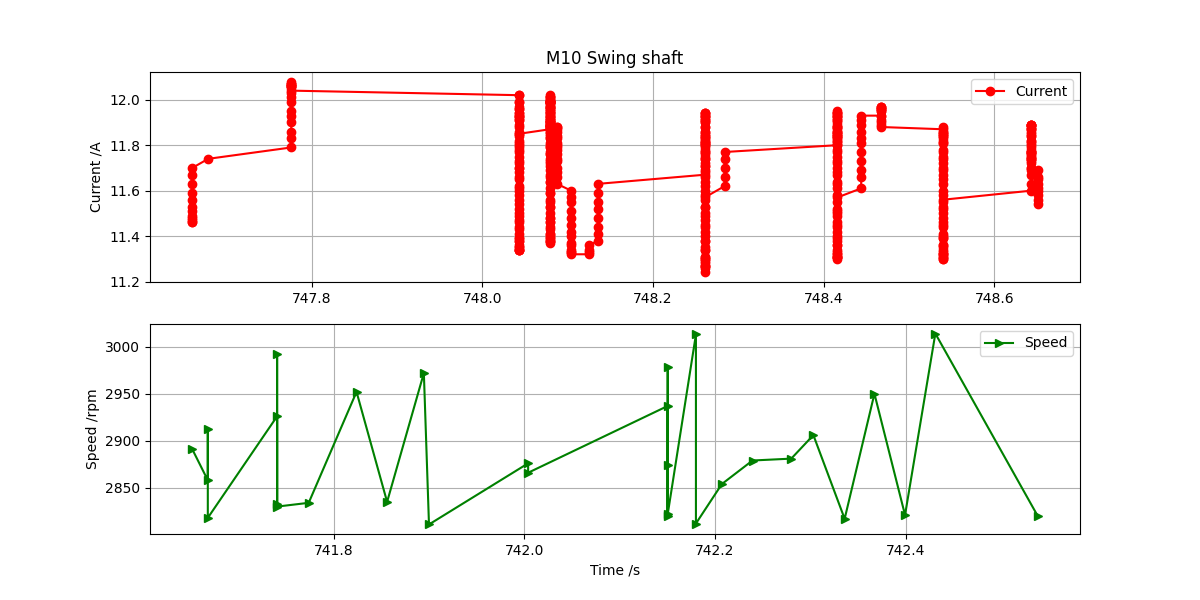 M10 Swing shaft
Current /A
12.0
11.8
11.6
11.4
11.2
Current
747.8 748.0 748.2 748.4 748.6
Speed /rpm
3000
2950
2900
2850
Speed
741.8 742.0 742.2 742.4
Time /s